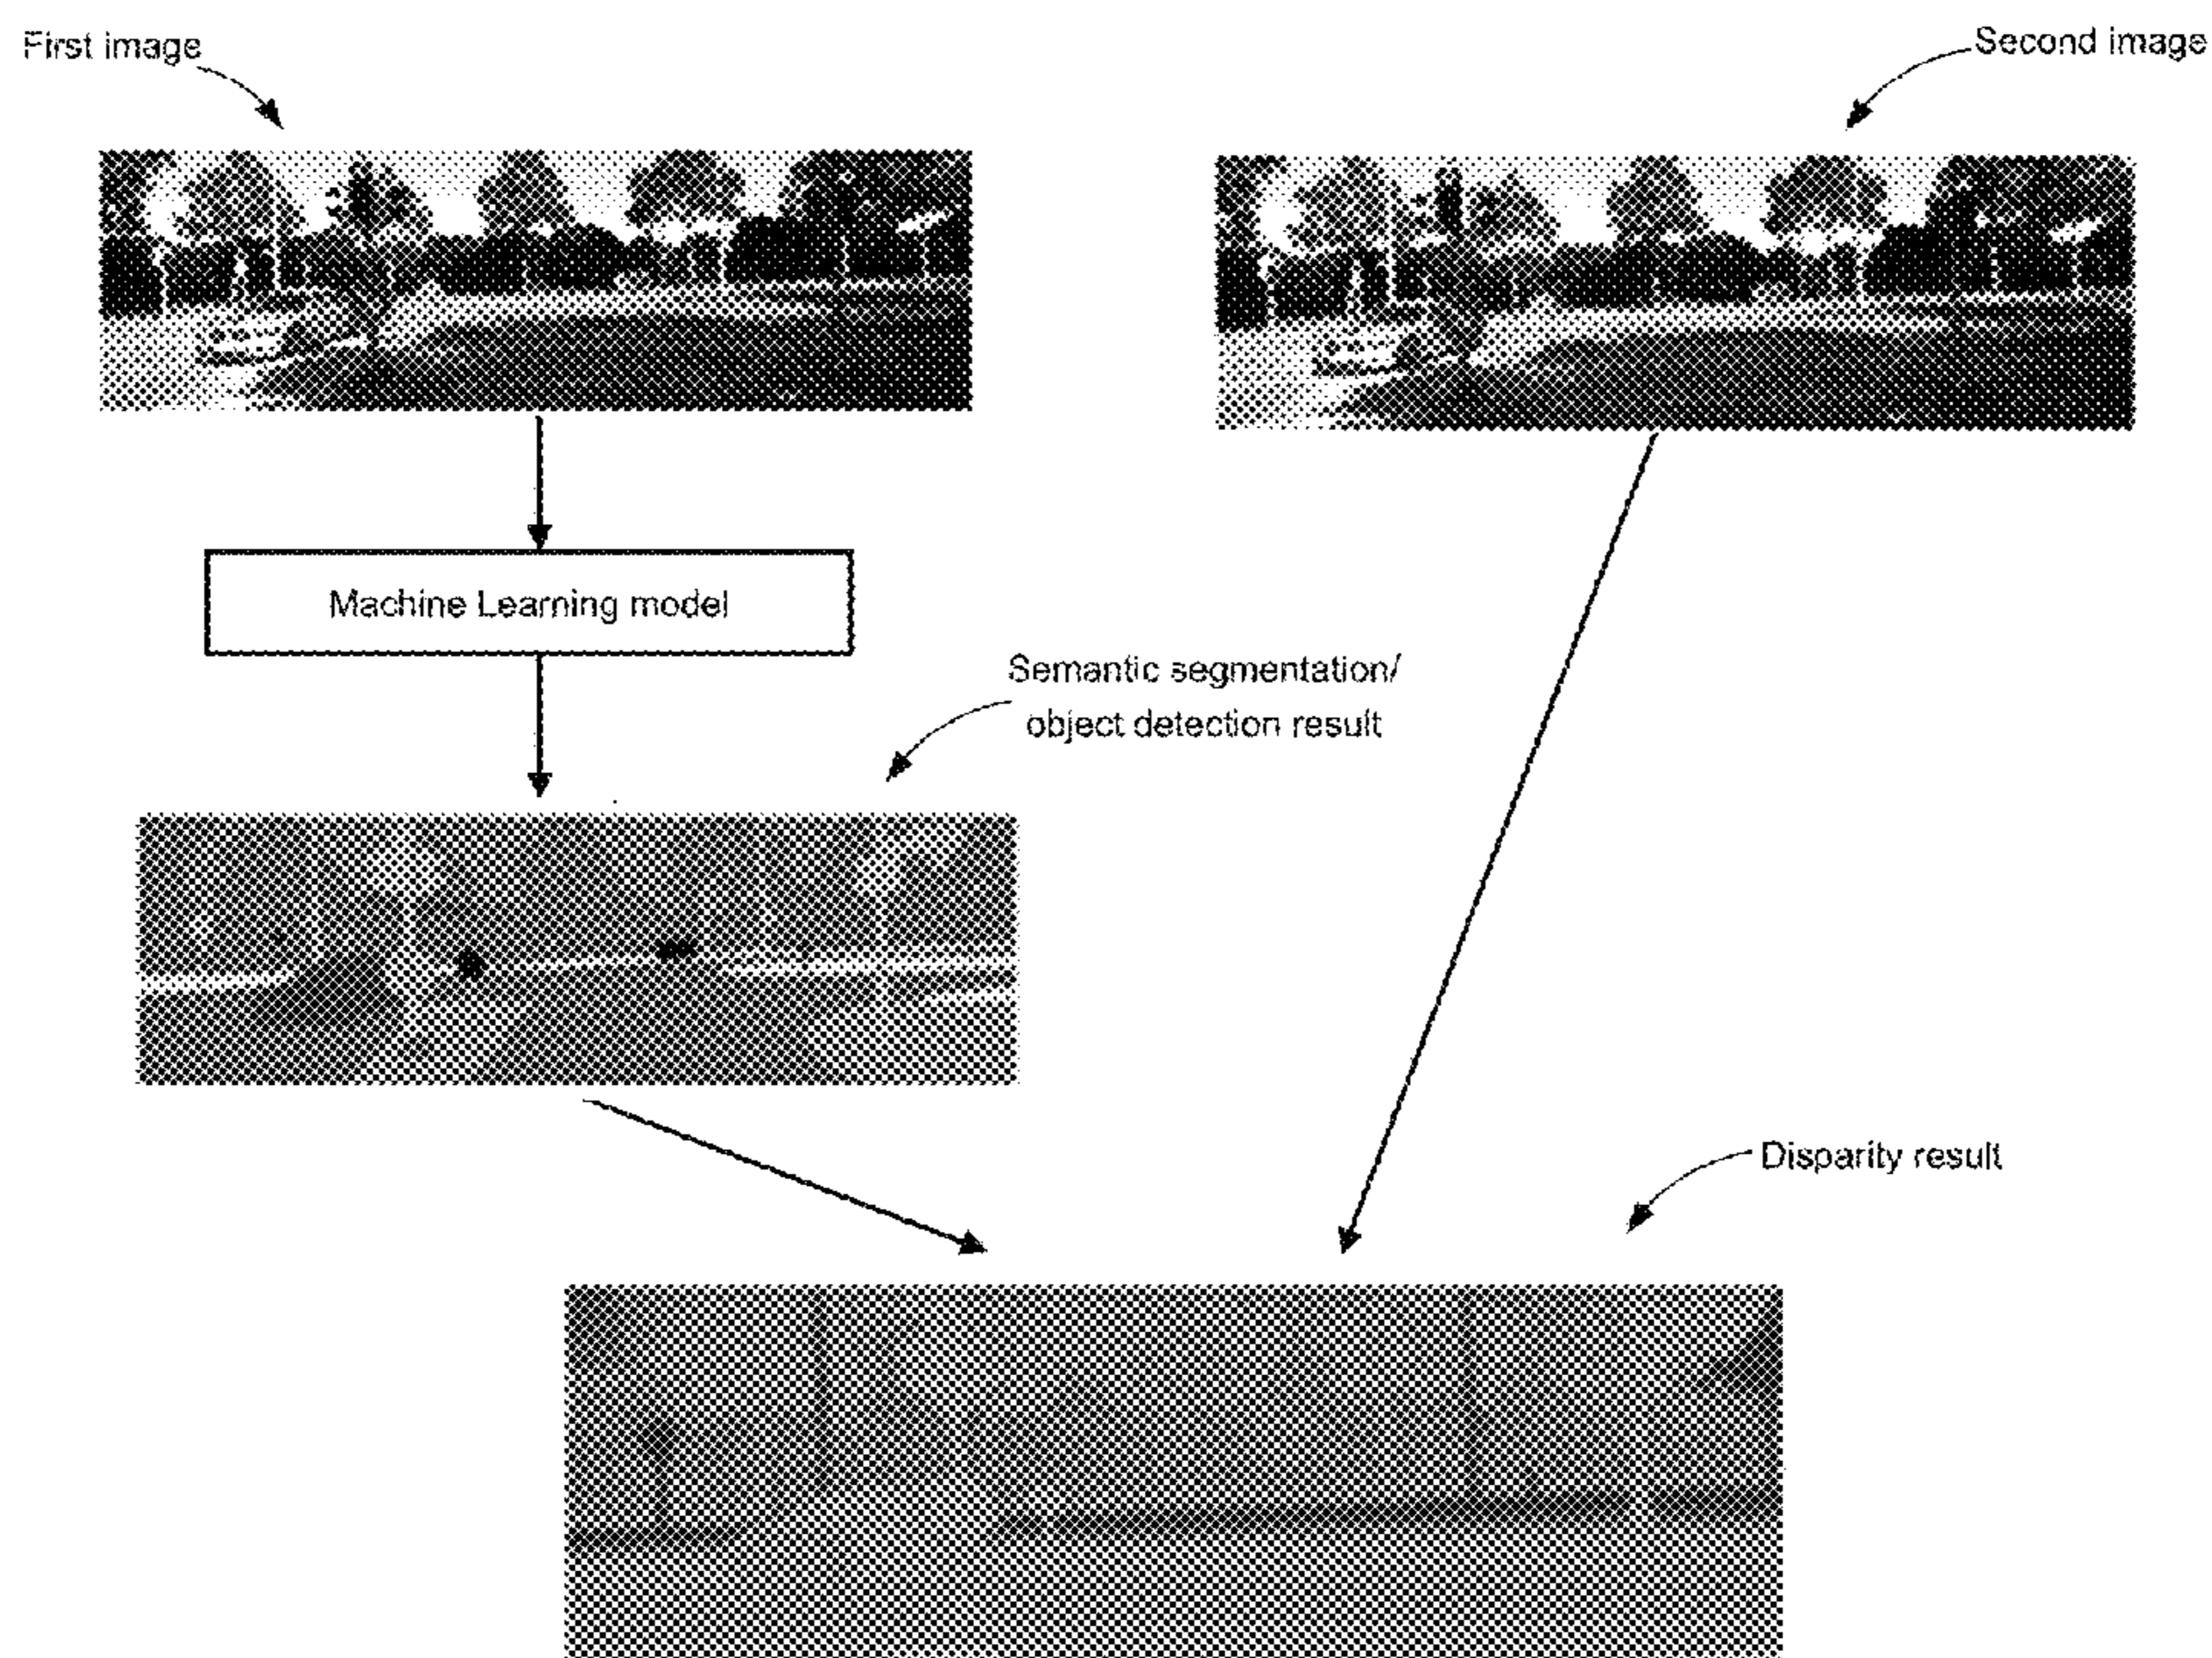 First image
Second image
Machine Learning model
Semantic segmentation/
object detection result
Disparity result